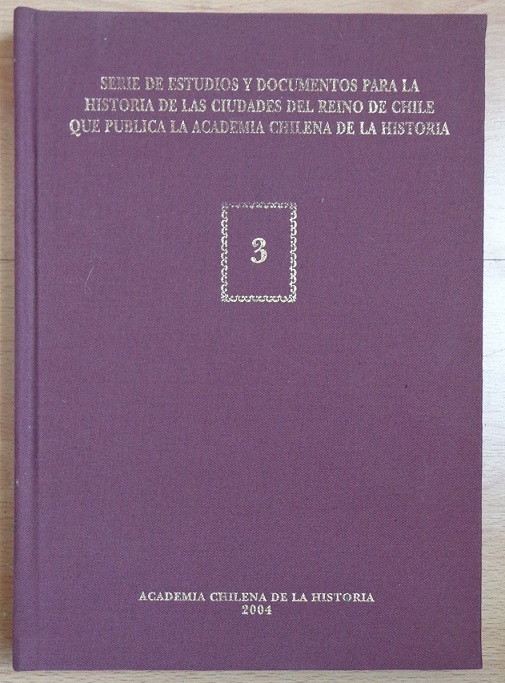 SERIE DE ESTUDIOS Y DOCUMENTOS PARA LA
HISTORIA DE LAS CIUDADES DEL REINO DE CHILE
QUE PUBLICA LA ACADEMIA CHILENA DE LA HISTORIA
3
ACADEMIA CHILENA DE LA HISTORIA
2004